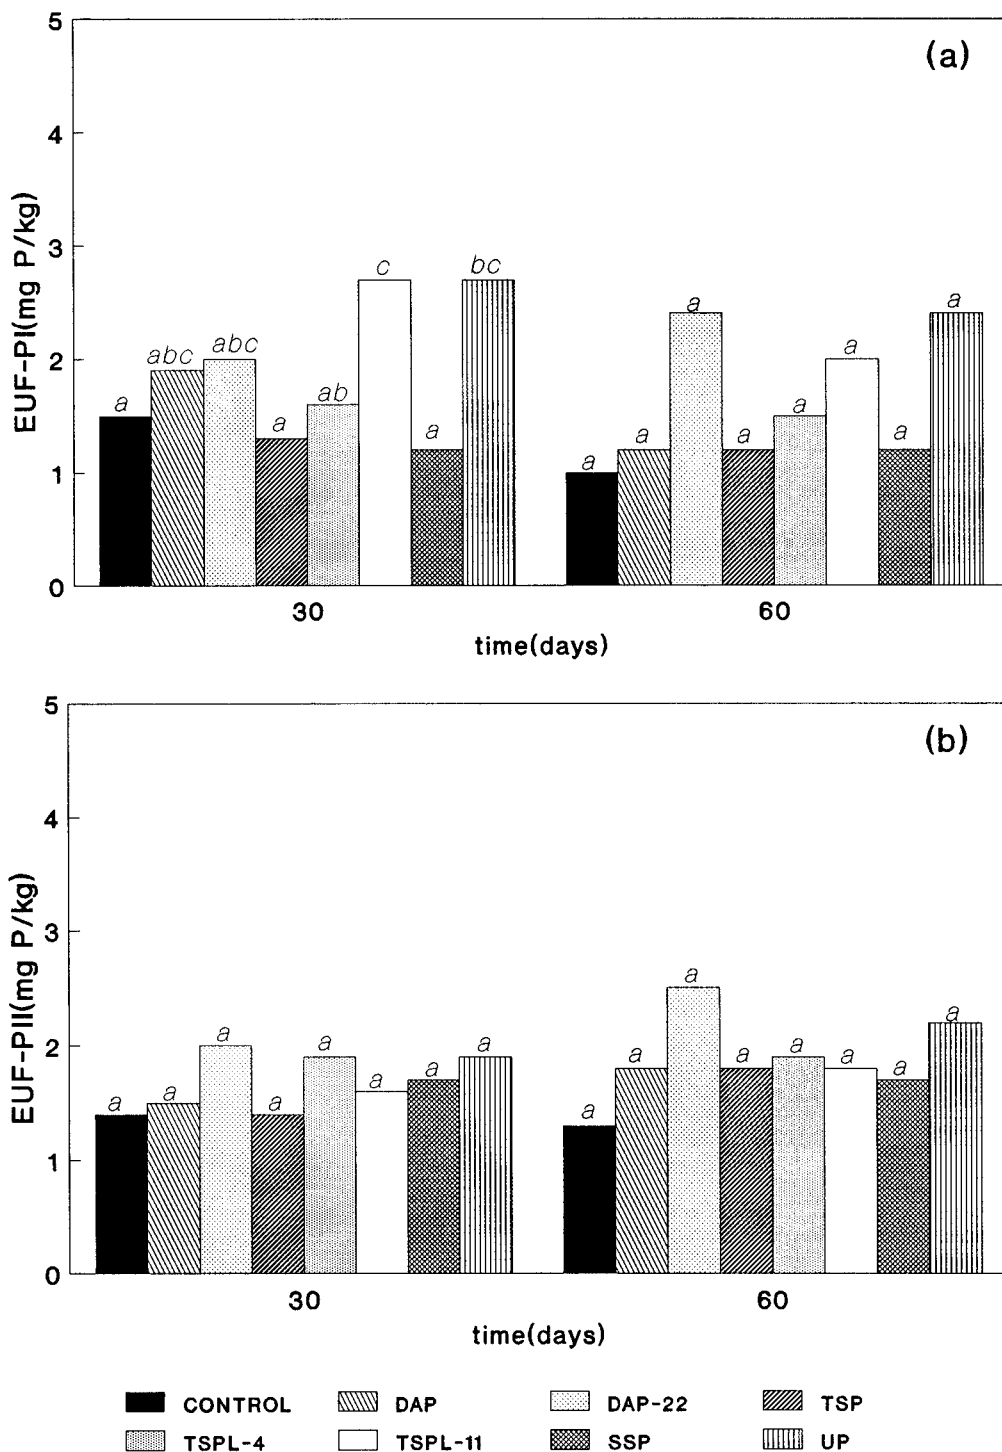 (a)
EUF-PI(mg P/kg)
5
4
3
2
1
0
a abc abc a ab c a bc a a a a a a a a
30 60
time(days)
(b)
EUF-PII(mg P/kg)
5
4
3
2
1
0
a a a a a a a a a a a a a a a a
30 60
time(days)
CONTROL DAP DAP-22 TSP
TSPL-4 TSPL-11 SSP UP